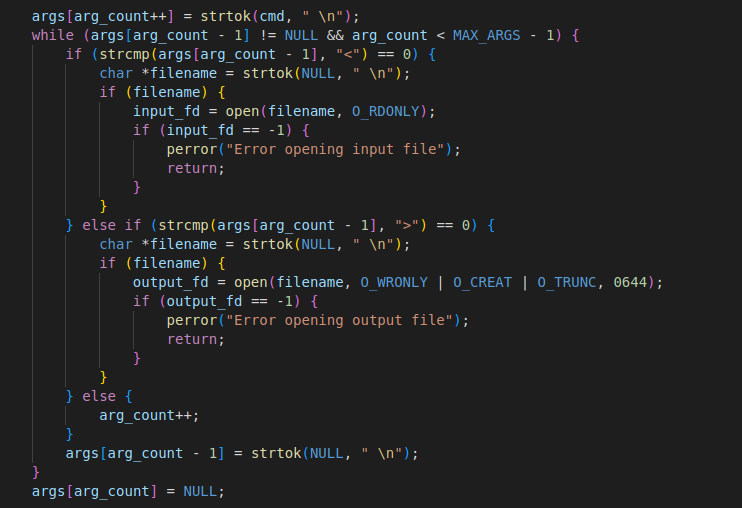 args[arg_count++] = strtok(cmd, " \n");
while (args[arg_count - 1] != NULL && arg_count < MAX_ARGS - 1) {
    if (strcmp(args[arg_count - 1], "<") == 0) {
        char *filename = strtok(NULL, " \n");
        if (filename) {
            input_fd = open(filename, O_RDONLY);
            if (input_fd == -1) {
                perror("Error opening input file");
                return;
            }
        }
    } else if (strcmp(args[arg_count - 1], ">") == 0) {
        char *filename = strtok(NULL, " \n");
        if (filename) {
            output_fd = open(filename, O_WRONLY | O_CREAT | O_TRUNC, 0644);
            if (output_fd == -1) {
                perror("Error opening output file");
                return;
            }
        }
    } else {
        arg_count++;
    }
    args[arg_count - 1] = strtok(NULL, " \n");
}
args[arg_count] = NULL;